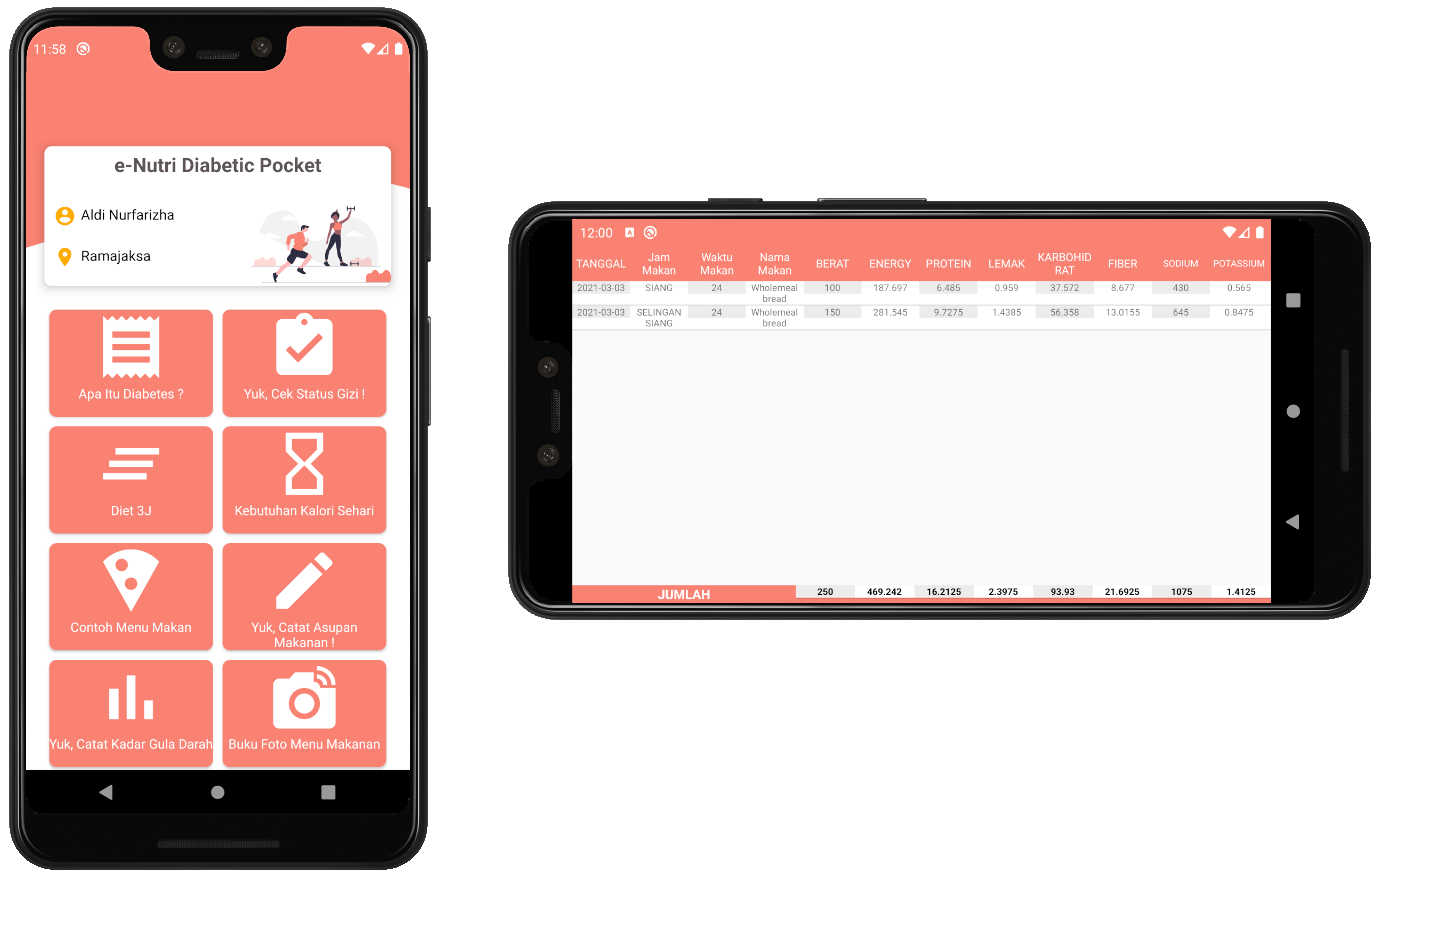 11:58
e-Nutri Diabetic Pocket
Aldi Nurfarizha
Ramajaksa
Apa Itu Diabetes ?
Yuk, Cek Status Gizi !
Diet 3J
Kebutuhan Kalori Sehari
Contoh Menu Makan
Yuk, Catat Asupan
Makanan !
Yuk, Catat Kadar Gula Darah
Buku Foto Menu Makanan
12:00 A
TANGGAL Jam Makan Waktu Makan Nama Makan BERAT ENERGY PROTEIN LEMAK KARBOHID RAT FIBER SODIUM POTASSIUM
2021-03-03 SIANG 24 Wholemeal bread 100 187.697 6.485 0.959 37.572 8.677 430 0.565
2021-03-03 SELINGAN SIANG 24 Wholemeal bread 150 281.545 9.7275 1.4385 56.358 13.0155 645 0.8475
JUMLAH 250 469.242 16.2125 2.3975 93.93 21.6925 1075 1.4125